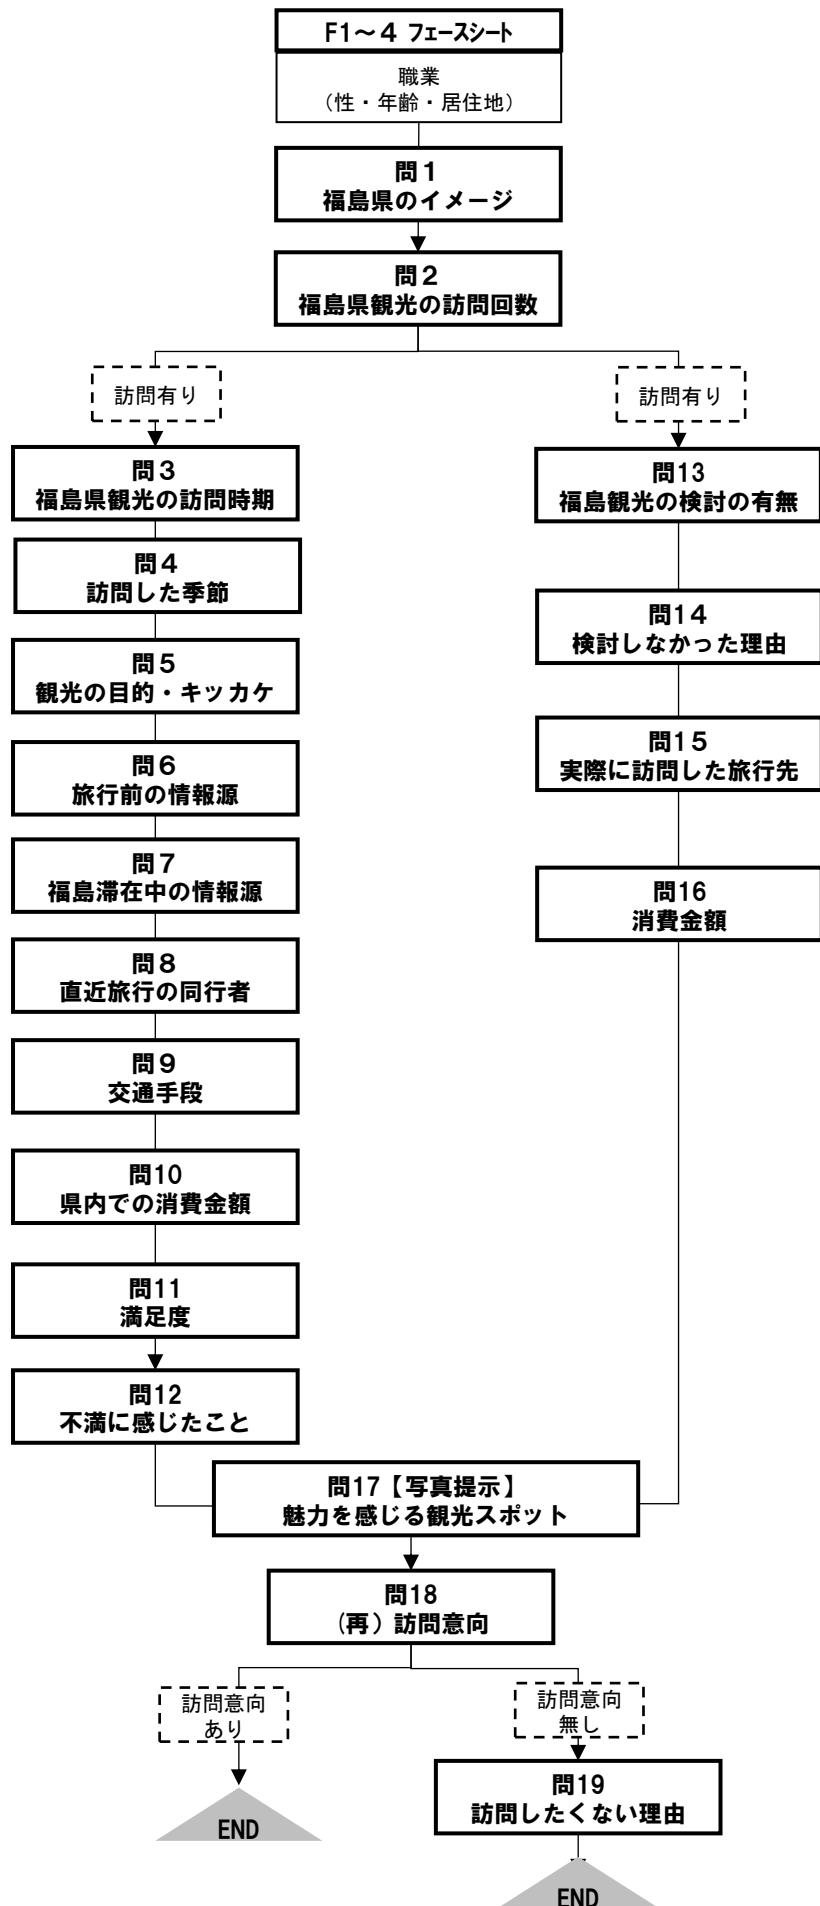 F1～4 フェースシート
職業
（性・年齢・居住地）
問1
福島県のイメージ
問2
福島県観光の訪問回数
訪問有り
訪問有り
問3
福島県観光の訪問時期
問4
訪問した季節
問5
観光の目的・キッカケ
問6
旅行前の情報源
問7
福島滞在中の情報源
問8
直近旅行の同行者
問9
交通手段
問10
県内での消費金額
問11
満足度
問12
不満に感じたこと
問13
福島観光の検討の有無
問14
検討しなかった理由
問15
実際に訪問した旅行先
問16
消費金額
問17【写真提示】
魅力を感じる観光スポット
問18
（再）訪問意向
訪問意向
あり
END
訪問意向
無し
問19
訪問したくない理由
END